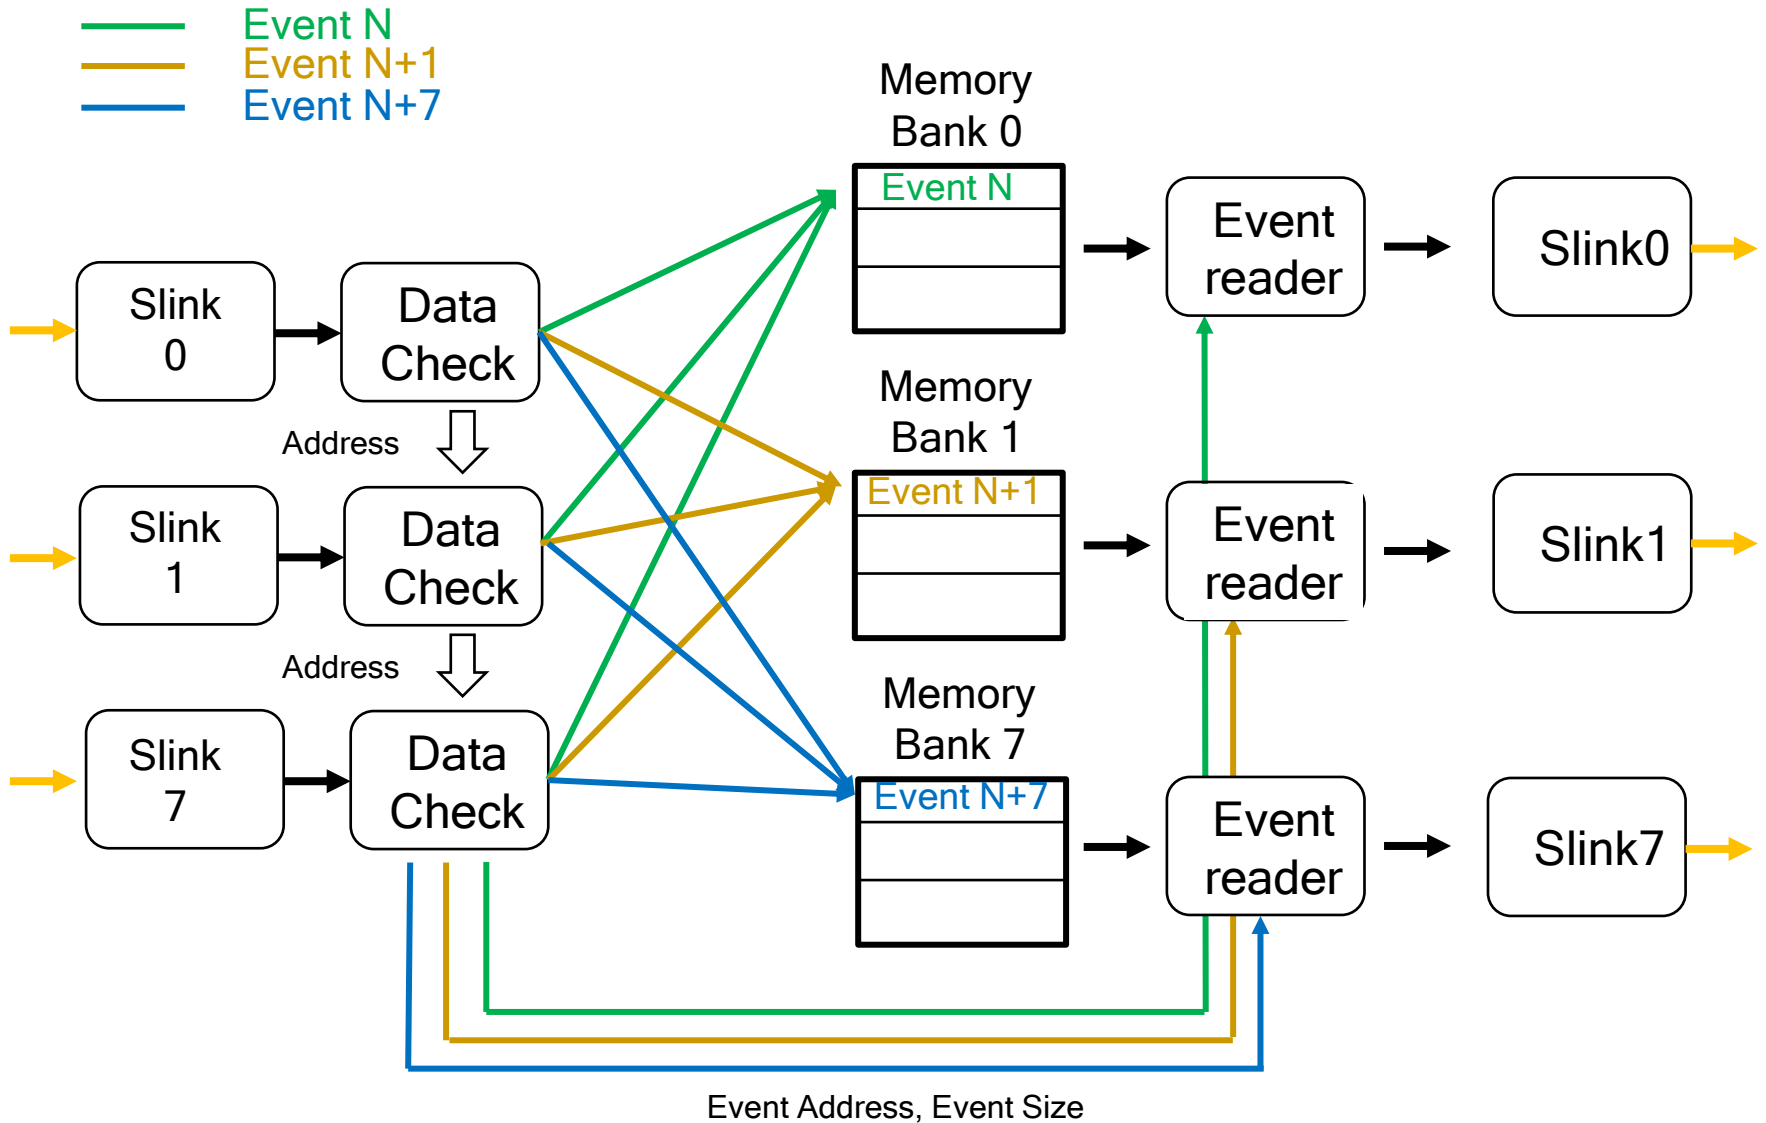 Event N
Event N+1
Event N+7
Memory
Bank 0
Event N
Event
reader
Slink0
Slink
0
Data
Check
Address
Memory
Bank 1
Event N+1
Event
reader
Slink1
Slink
1
Data
Check
Address
Memory
Bank 7
Event N+7
Event
reader
Slink7
Slink
7
Data
Check
Event Address, Event Size